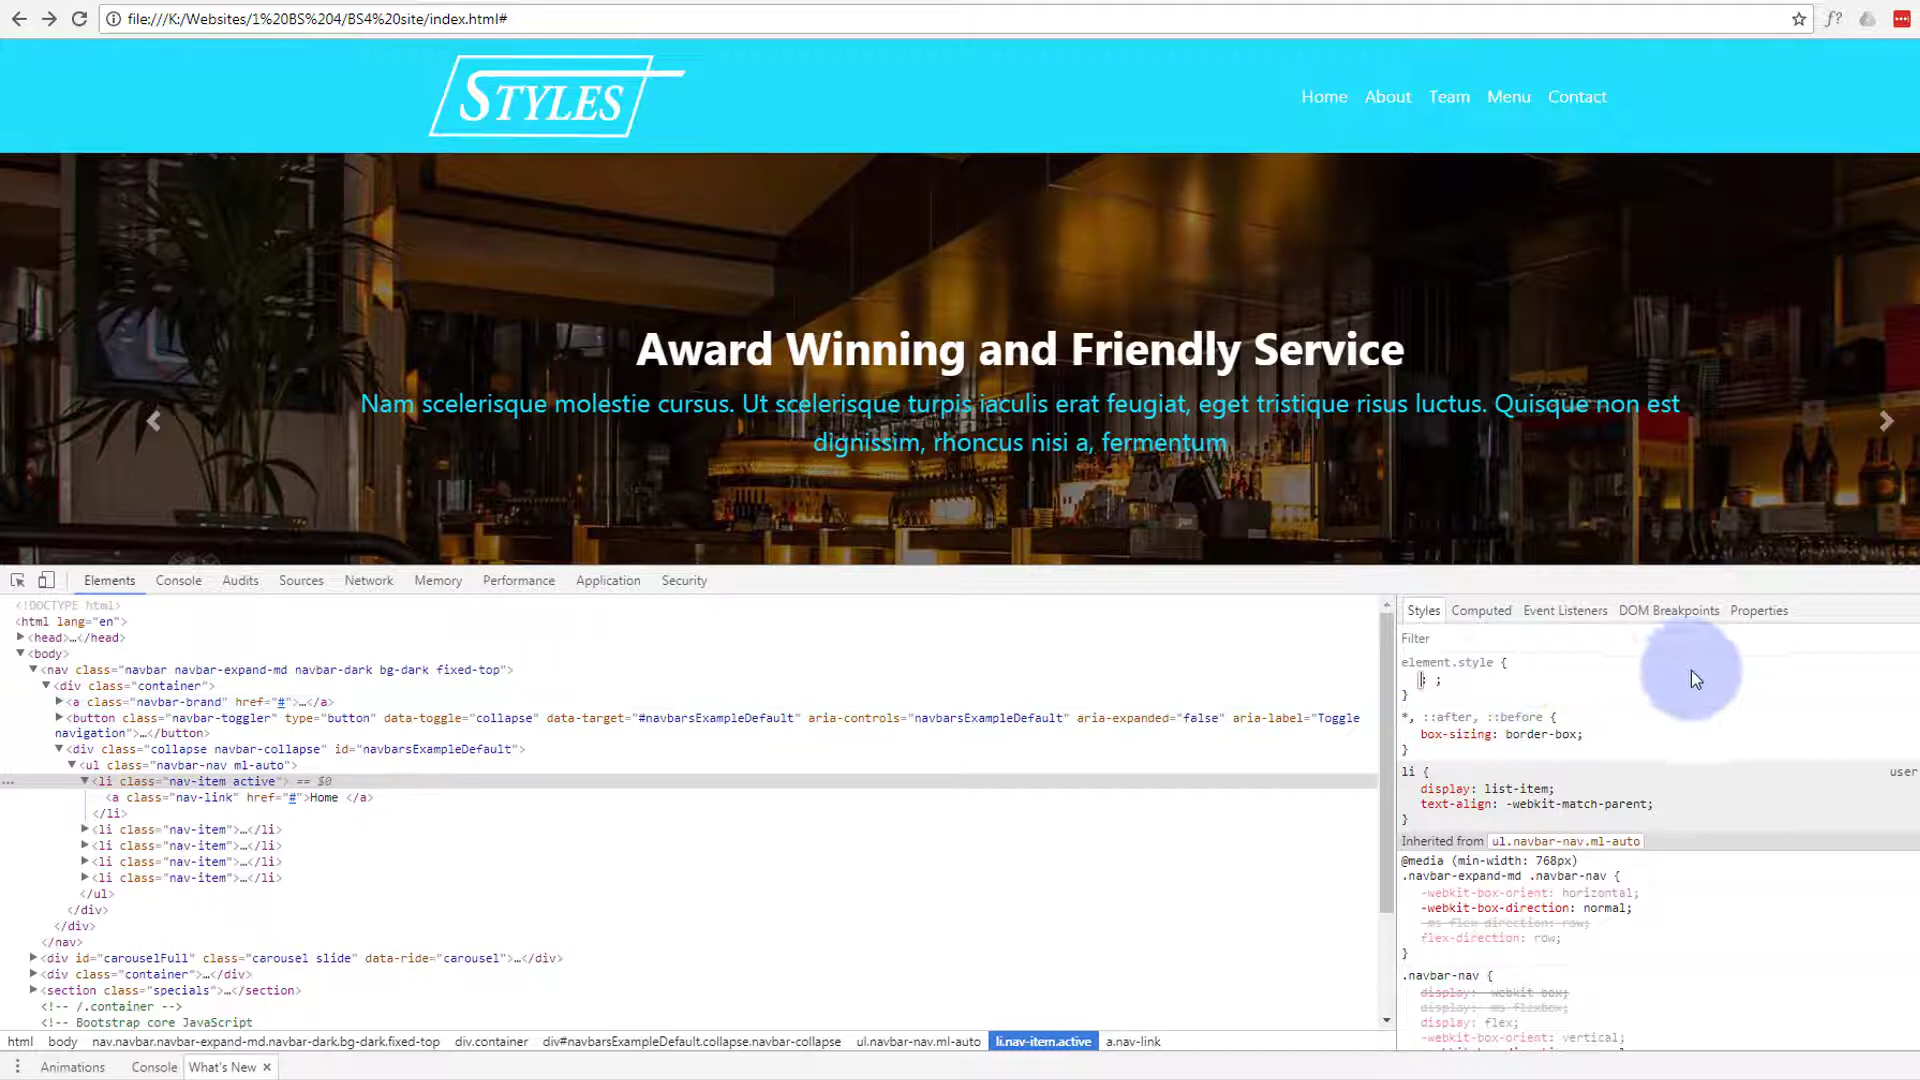 file:///K:/Websites/1%20BS%204/BS4%20site/index.html#
f?
STYLES
Home About Team Menu Contact
Award Winning and Friendly Service
Nam scelerisque molestie cursus. Ut scelerisque turpis iaculis erat feugiat, eget tristique risus luctus. Quisque non est
dignissim, rhoncus nisi a, fermentum
Elements Console Audits Sources Network Memory Performance Application Security
<!DOCTYPE html>
<html lang="en">
<head>…</head>
<body>
<nav class="navbar navbar-expand-md navbar-dark bg-dark fixed-top">
<div class="container">
<a class="navbar-brand" href="#">…</a>
<button class="navbar-toggler" type="button" data-toggle="collapse" data-target="#navbarsExampleDefault" aria-controls="navbarsExampleDefault" aria-expanded="false" aria-label="Toggle
navigation">…</button>
<div class="collapse navbar-collapse" id="navbarsExampleDefault">
<ul class="navbar-nav ml-auto">
… <li class="nav-item active"> == $0
<a class="nav-link" href="#">Home </a>
</li>
<li class="nav-item">…</li>
<li class="nav-item">…</li>
<li class="nav-item">…</li>
<li class="nav-item">…</li>
</ul>
</div>
</div>
</nav>
<div id="carouselFull" class="carousel slide" data-ride="carousel">…</div>
<div class="container">…</div>
<section class="specials">…</section>
<!-- /.container -->
<!-- Bootstrap core JavaScript
html body nav.navbar.navbar-expand-md.navbar-dark.bg-dark.fixed-top div.container div#navbarsExampleDefault.collapse.navbar-collapse ul.navbar-nav.ml-auto li.nav-item.active a.nav-link
Animations Console What's New ×
Styles Computed Event Listeners DOM Breakpoints Properties
Filter
element.style {
: ;
}
*, ::after, ::before {
box-sizing: border-box;
}
li { user
display: list-item;
text-align: -webkit-match-parent;
}
Inherited from ul.navbar-nav.ml-auto
@media (min-width: 768px)
.navbar-expand-md .navbar-nav {
-webkit-box-orient: horizontal;
-webkit-box-direction: normal;
-ms-flex-direction: row;
flex-direction: row;
}
.navbar-nav {
display: -webkit-box;
display: -ms-flexbox;
display: flex;
-webkit-box-orient: vertical;